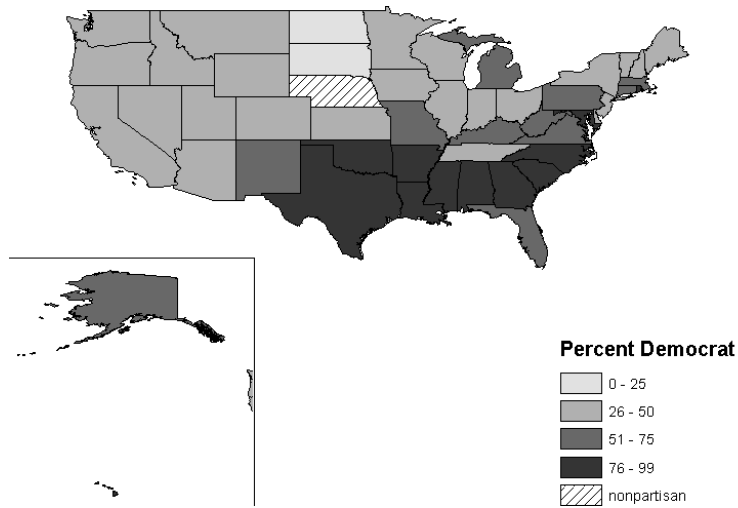 Percent Democrat
0 - 25
26 - 50
51 - 75
76 - 99
nonpartisan